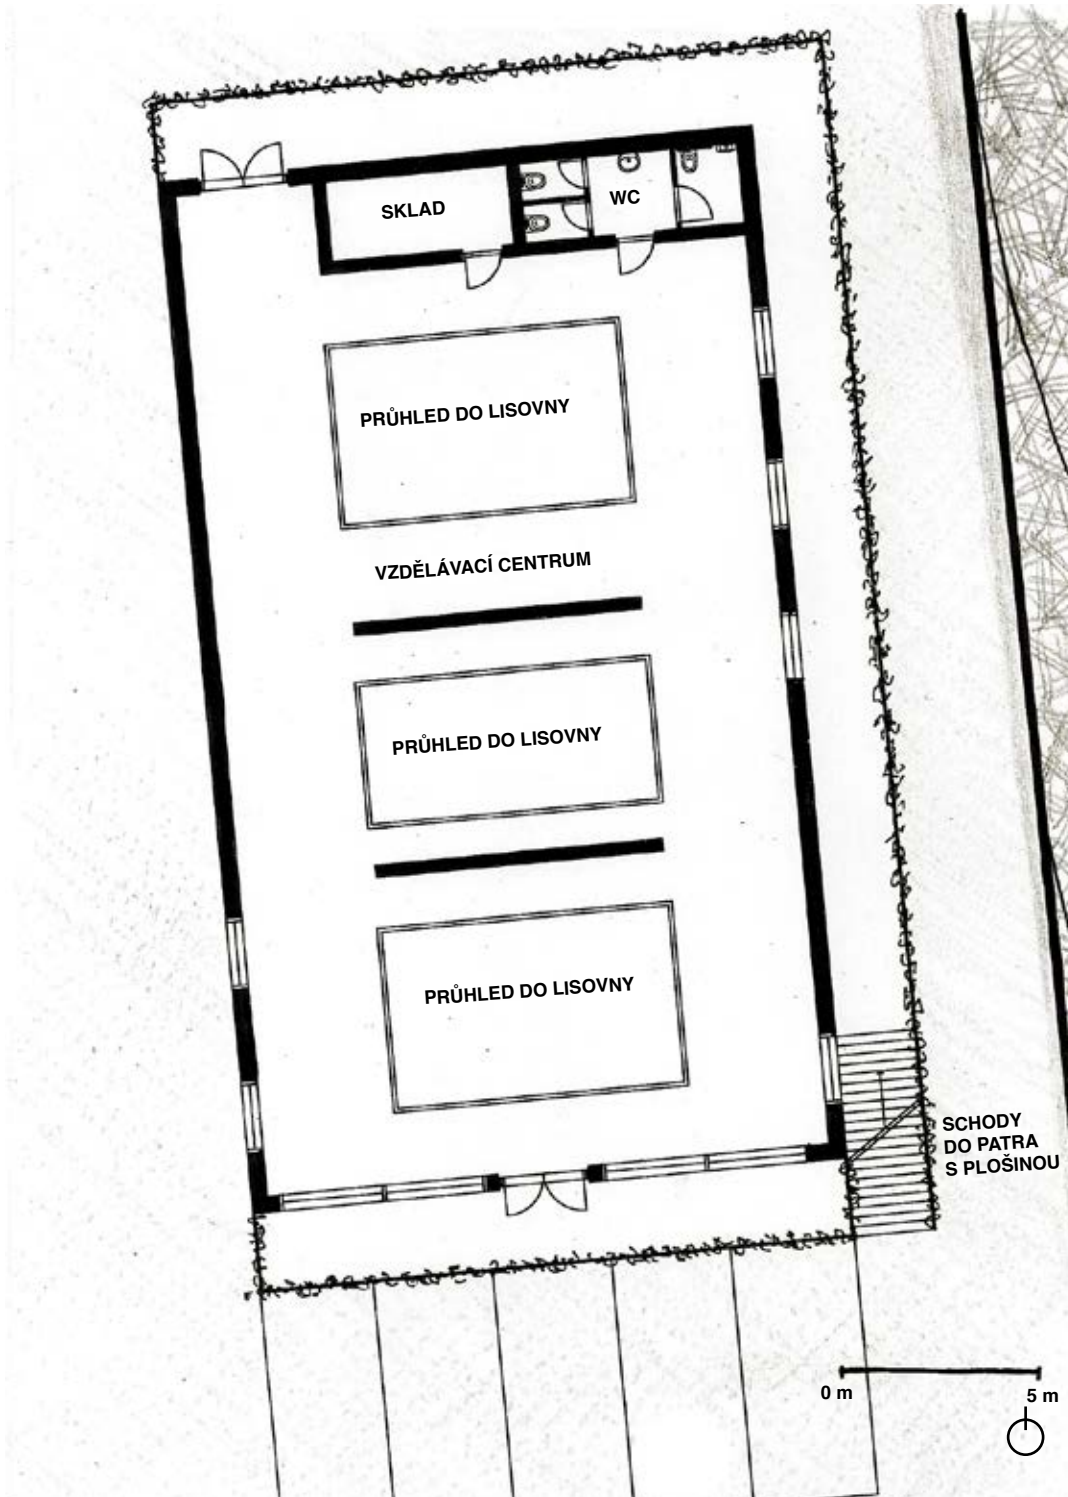 SKLAD
WC
PRŮHLED DO LISOVNY
VZDĚLÁVACÍ CENTRUM
PRŮHLED DO LISOVNY
PRŮHLED DO LISOVNY
SCHODY
DO PATRA
S PLOŠINOU
0 m
5 m